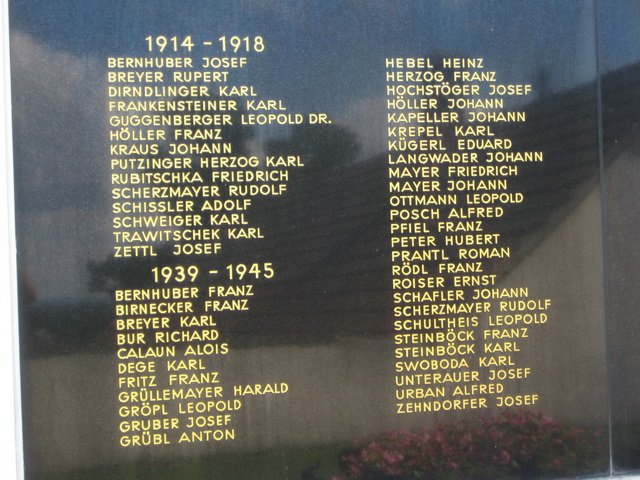 1914 - 1918
BERNHUBER JOSEF
BREYER RUPERT
DIRNDLINGER KARL
FRANKENSTEINER KARL
GUGGENBERGER LEOPOLD DR.
HÖLLER FRANZ
KRAUS JOHANN
PUTZINGER HERZOG KARL
RUBITSCHKA FRIEDRICH
SCHERZMAYER RUDOLF
SCHISSLER ADOLF
SCHWEIGER KARL
TRAWITSCHEK KARL
ZETTL JOSEF
1939 - 1945
BERNHUBER FRANZ
BIRNECKER FRANZ
BREYER KARL
BUR RICHARD
CALAUN ALOIS
DEGE KARL
FRITZ FRANZ
GRÜLLEMAYER HARALD
GRÖPL LEOPOLD
GRUBER JOSEF
GRÜBL ANTON
HEBEL HEINZ
HERZOG FRANZ
HOCHSTÖGER JOSEF
HÖLLER JOHANN
KAPELLER JOHANN
KREPEL KARL
KÜGERL EDUARD
LANGWADER JOHANN
MAYER FRIEDRICH
MAYER JOHANN
OTTMANN LEOPOLD
POSCH ALFRED
PFIEL FRANZ
PETER HUBERT
PRANTL ROMAN
RÖDL FRANZ
ROISER ERNST
SCHAFLER JOHANN
SCHERZMAYER RUDOLF
SCHULTHEIS LEOPOLD
STEINBÖCK FRANZ
STEINBÖCK KARL
SWOBODA KARL
UNTERAUER JOSEF
URBAN ALFRED
ZEHNDORFER JOSEF